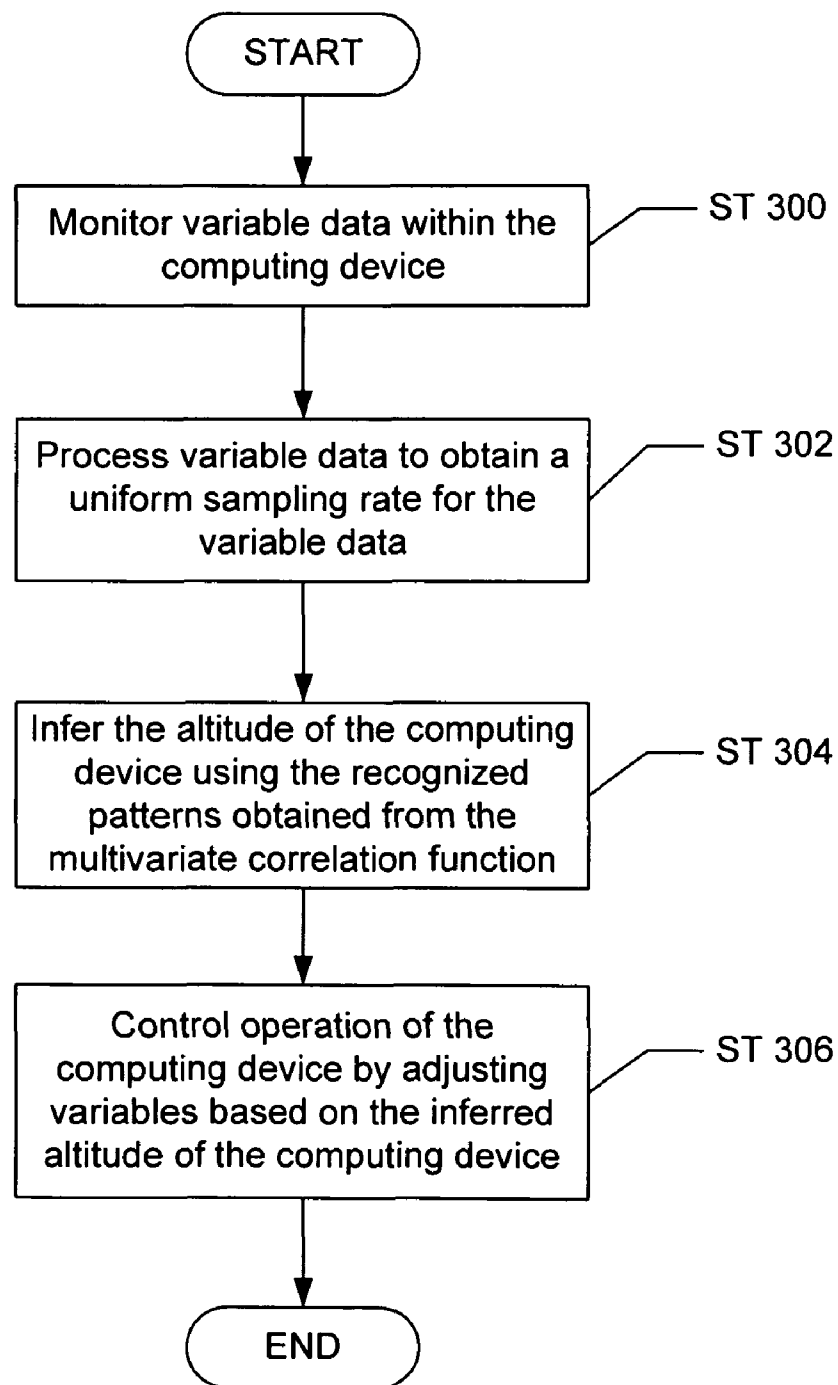 START
Monitor variable data within the
computing device
ST 300
Process variable data to obtain a
uniform sampling rate for the
variable data
ST 302
Infer the altitude of the computing
device using the recognized
patterns obtained from the
multivariate correlation function
ST 304
Control operation of the
computing device by adjusting
variables based on the inferred
altitude of the computing device
ST 306
END